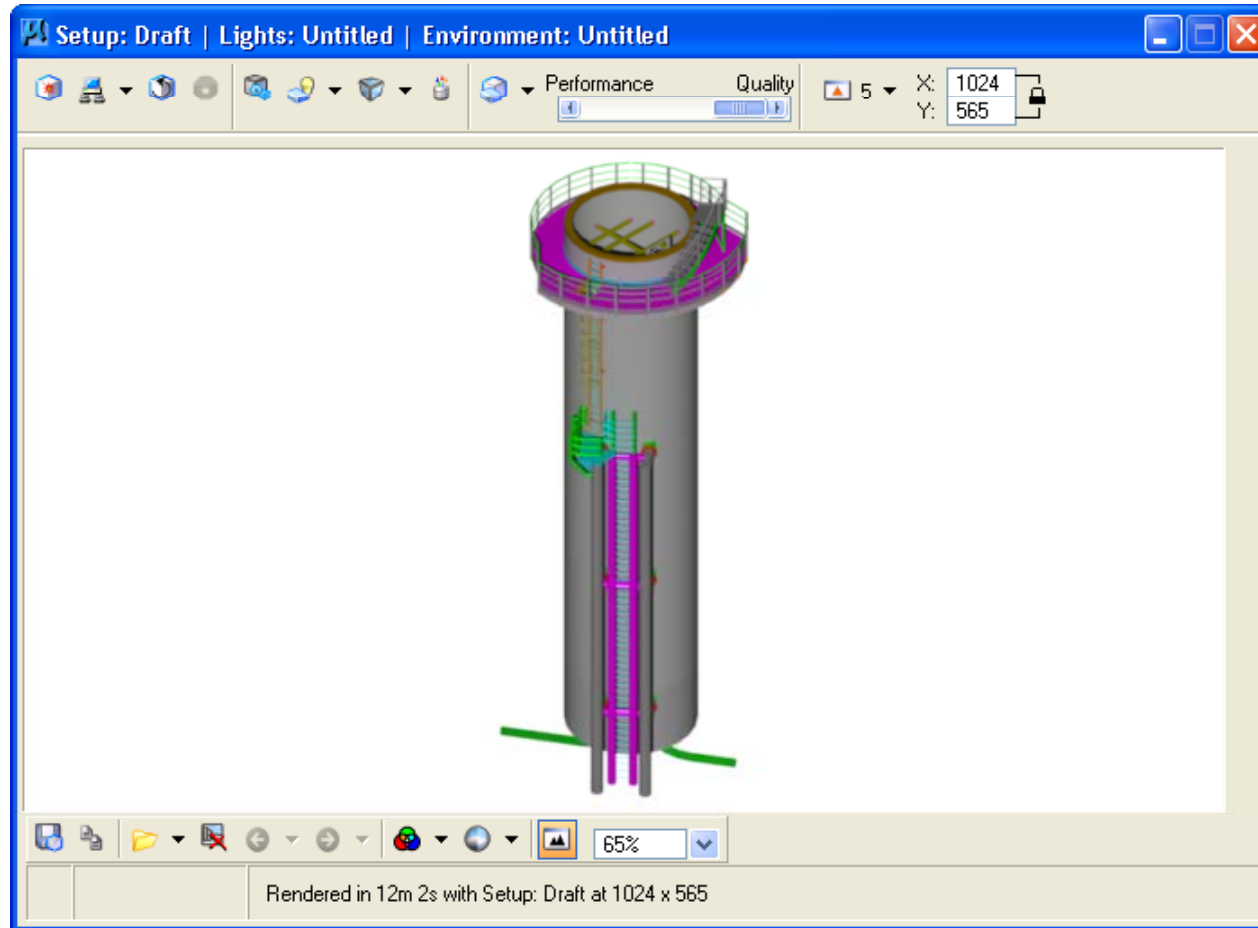 Setup: Draft | Lights: Untitled | Environment: Untitled
Performance Quality
5
X: 1024
Y: 565
65%
Rendered in 12m 2s with Setup: Draft at 1024 x 565